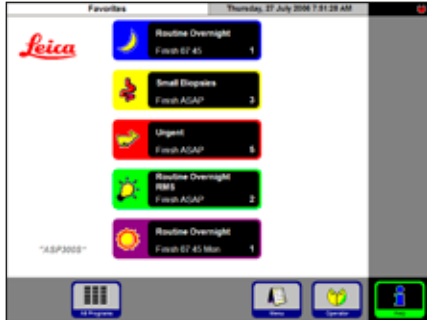 Favorites
Thursday, 27 July 2006 7:51:28 AM
Leica
Routine Overnight
Finish 07:45 1
Small Biopsies
Finish ASAP 3
Urgent
Finish ASAP 5
Routine Overnight
RMS
Finish ASAP 2
Routine Overnight
Finish 07:45 Mon 1
"ASP300S"
All Programs
Menu
Operator
Help